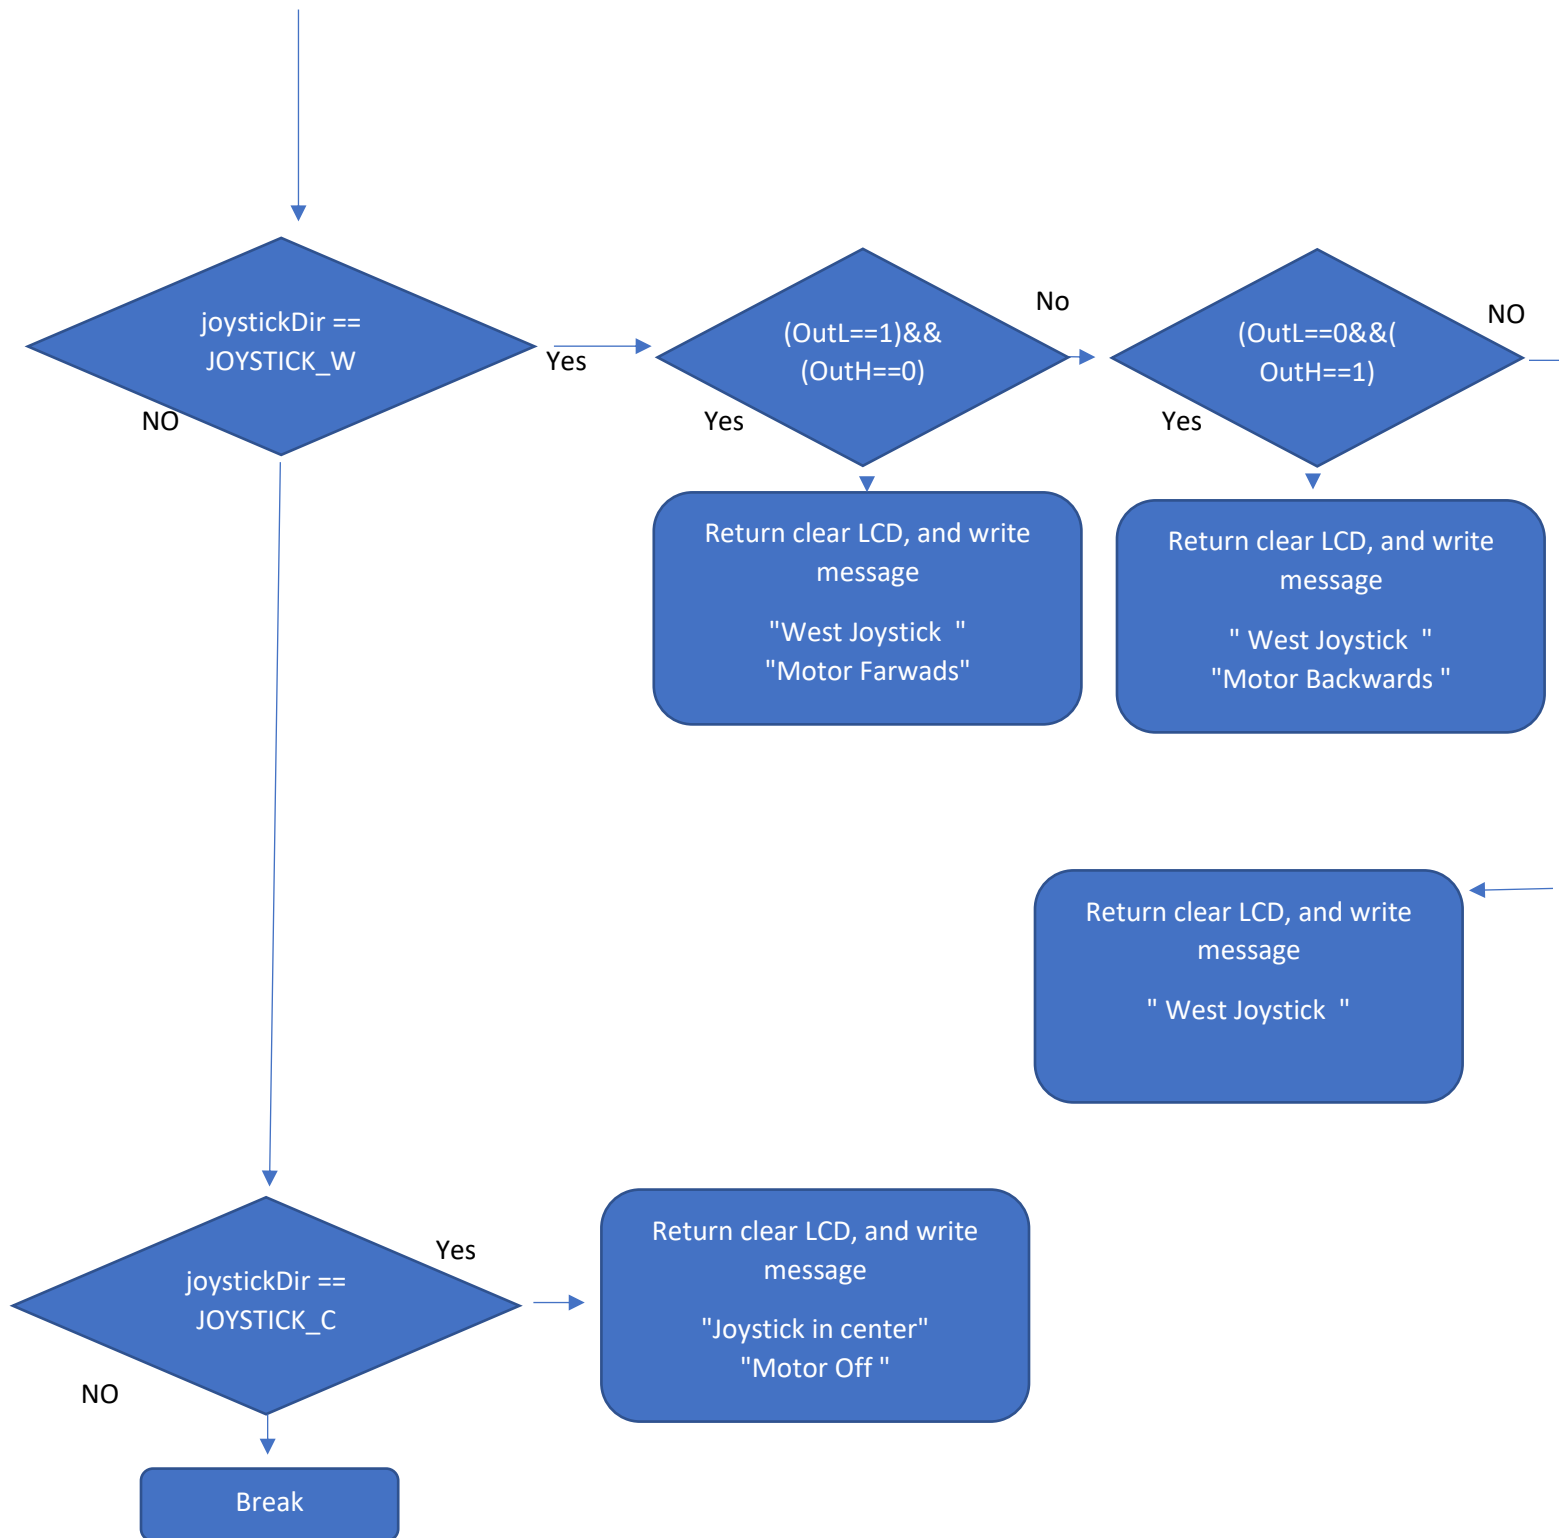 joystickDir ==
JOYSTICK_W
Yes
NO
(OutL==1)&&
(OutH==0)
No
Yes
(OutL==0&&(
OutH==1)
NO
Yes
Return clear LCD, and write
message
"West Joystick  "
"Motor Farwads"
Return clear LCD, and write
message
" West Joystick  "
"Motor Backwards "
Return clear LCD, and write
message
" West Joystick  "
joystickDir ==
JOYSTICK_C
Yes
NO
Return clear LCD, and write
message
"Joystick in center"
"Motor Off "
Break